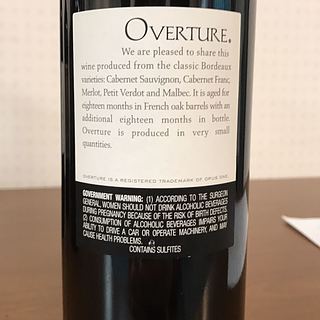 OVERTURE.
We are pleased to share this
wine produced from the classic Bordeaux
varieties: Cabernet Sauvignon, Cabernet Franc,
Merlot, Petit Verdot and Malbec. It is aged for
eighteen months in French oak barrels with an
additional eighteen months in bottle.
Overture is produced in very small
quantities.
OVERTURE IS A REGISTERED TRADEMARK OF OPUS ONE.
GOVERNMENT WARNING: (1) ACCORDING TO THE SURGEON
GENERAL, WOMEN SHOULD NOT DRINK ALCOHOLIC BEVERAGES
DURING PREGNANCY BECAUSE OF THE RISK OF BIRTH DEFECTS.
(2) CONSUMPTION OF ALCOHOLIC BEVERAGES IMPAIRS YOUR
ABILITY TO DRIVE A CAR OR OPERATE MACHINERY, AND MAY
CAUSE HEALTH PROBLEMS.
CONTAINS SULFITES